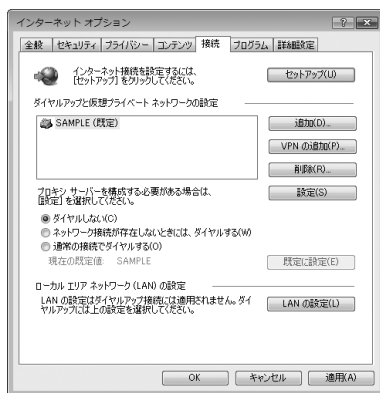 インターネット オプション
全般 セキュリティ プライバシー コンテンツ 接続 プログラム 詳細設定
インターネット接続を設定するには、
[セットアップ] をクリックしてください。
セットアップ(U)
ダイヤルアップと仮想プライベート ネットワークの設定
SAMPLE (既定)
追加(D)...
VPN の追加(P)...
削除(R)...
プロキシ サーバーを構成する必要がある場合は、
[設定] を選択してください。
設定(S)
ダイヤルしない(C)
ネットワーク接続が存在しないときには、ダイヤルする(W)
通常の接続でダイヤルする(O)
現在の既定値: SAMPLE
既定に設定(E)
ローカル エリア ネットワーク (LAN) の設定
LAN の設定はダイヤルアップ接続には適用されません。ダイ
ヤルアップには上の設定を選択してください。
LAN の設定(L)
OK キャンセル 適用(A)